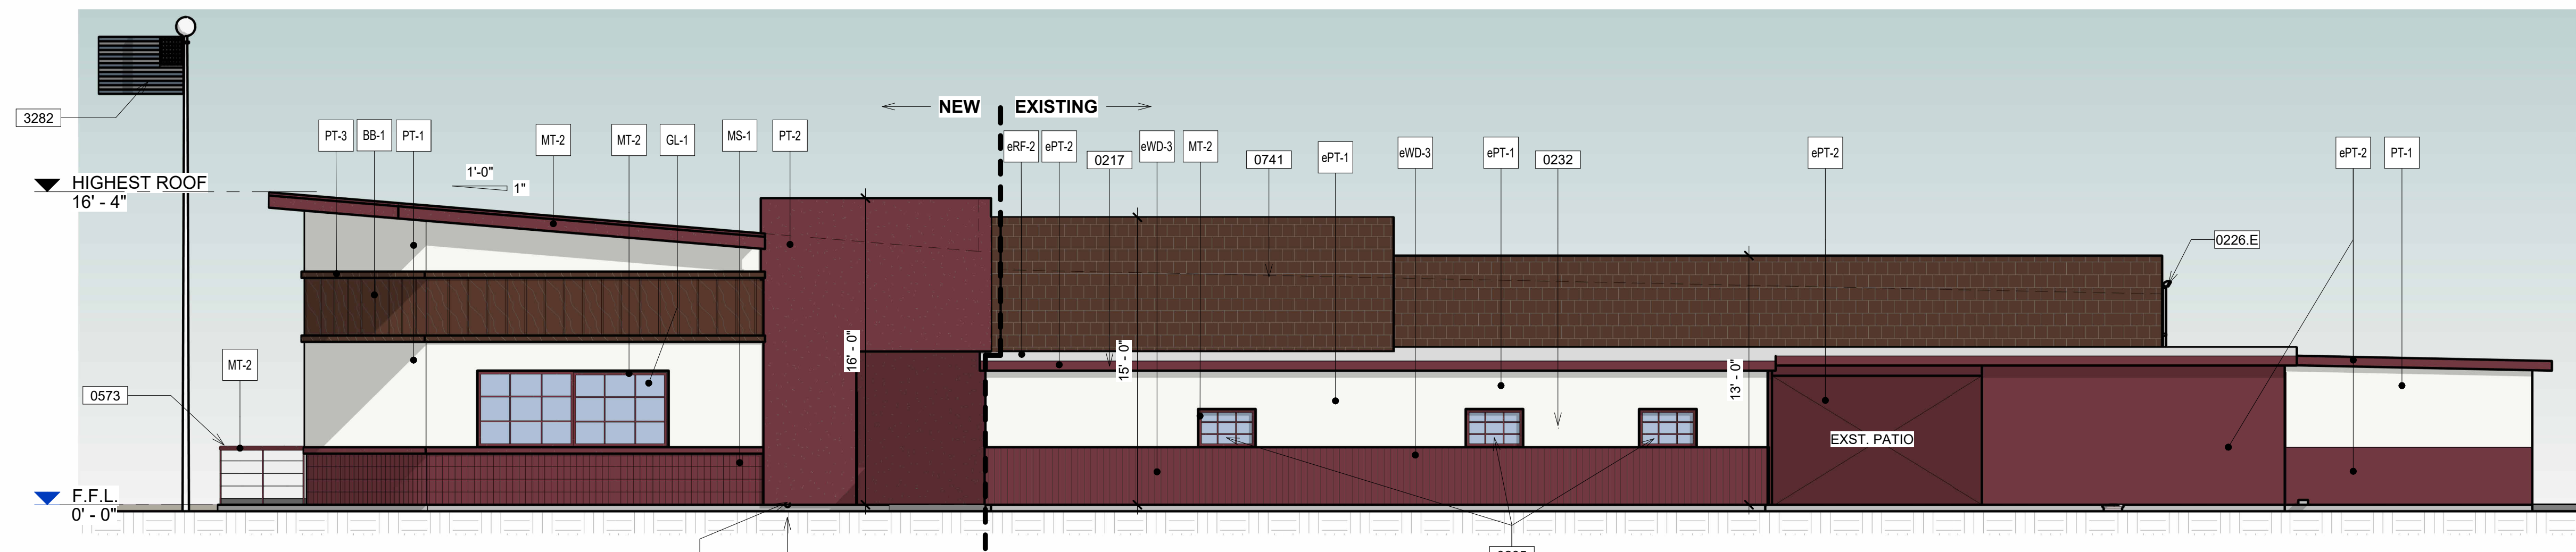 NEW
EXISTING
3282
PT-3
BB-1
PT-1
MT-2
MT-2
GL-1
MS-1
PT-2
eRF-2
ePT-2
0217
eWD-3
MT-2
0741
ePT-1
eWD-3
ePT-1
0232
ePT-2
ePT-2
PT-1
1'-0"
1"
HIGHEST ROOF
16' - 4"
0226.E
16' - 0"
15' - 0"
13' - 0"
MT-2
0573
EXST. PATIO
F.F.L.
0' - 0"